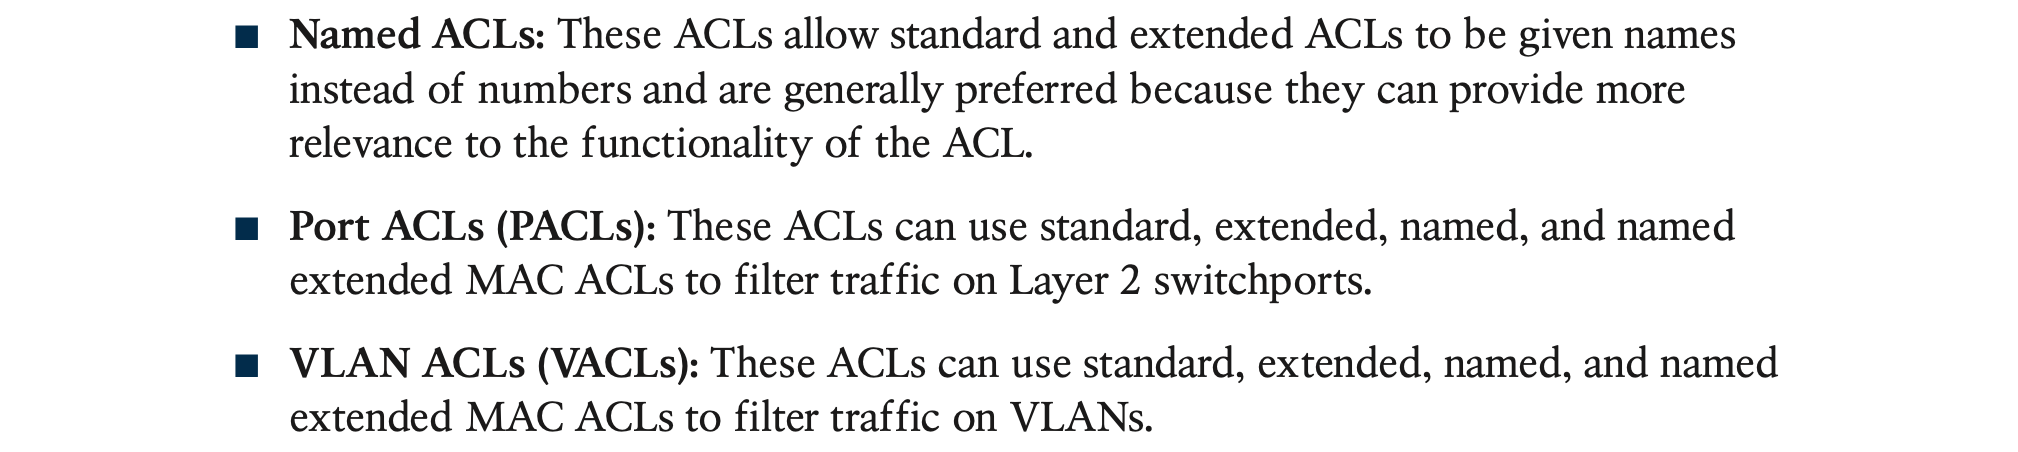 ■ Named ACLs: These ACLs allow standard and extended ACLs to be given names
instead of numbers and are generally preferred because they can provide more
relevance to the functionality of the ACL.
■ Port ACLs (PACLs): These ACLs can use standard, extended, named, and named
extended MAC ACLs to filter traffic on Layer 2 switchports.
■ VLAN ACLs (VACLs): These ACLs can use standard, extended, named, and named
extended MAC ACLs to filter traffic on VLANs.